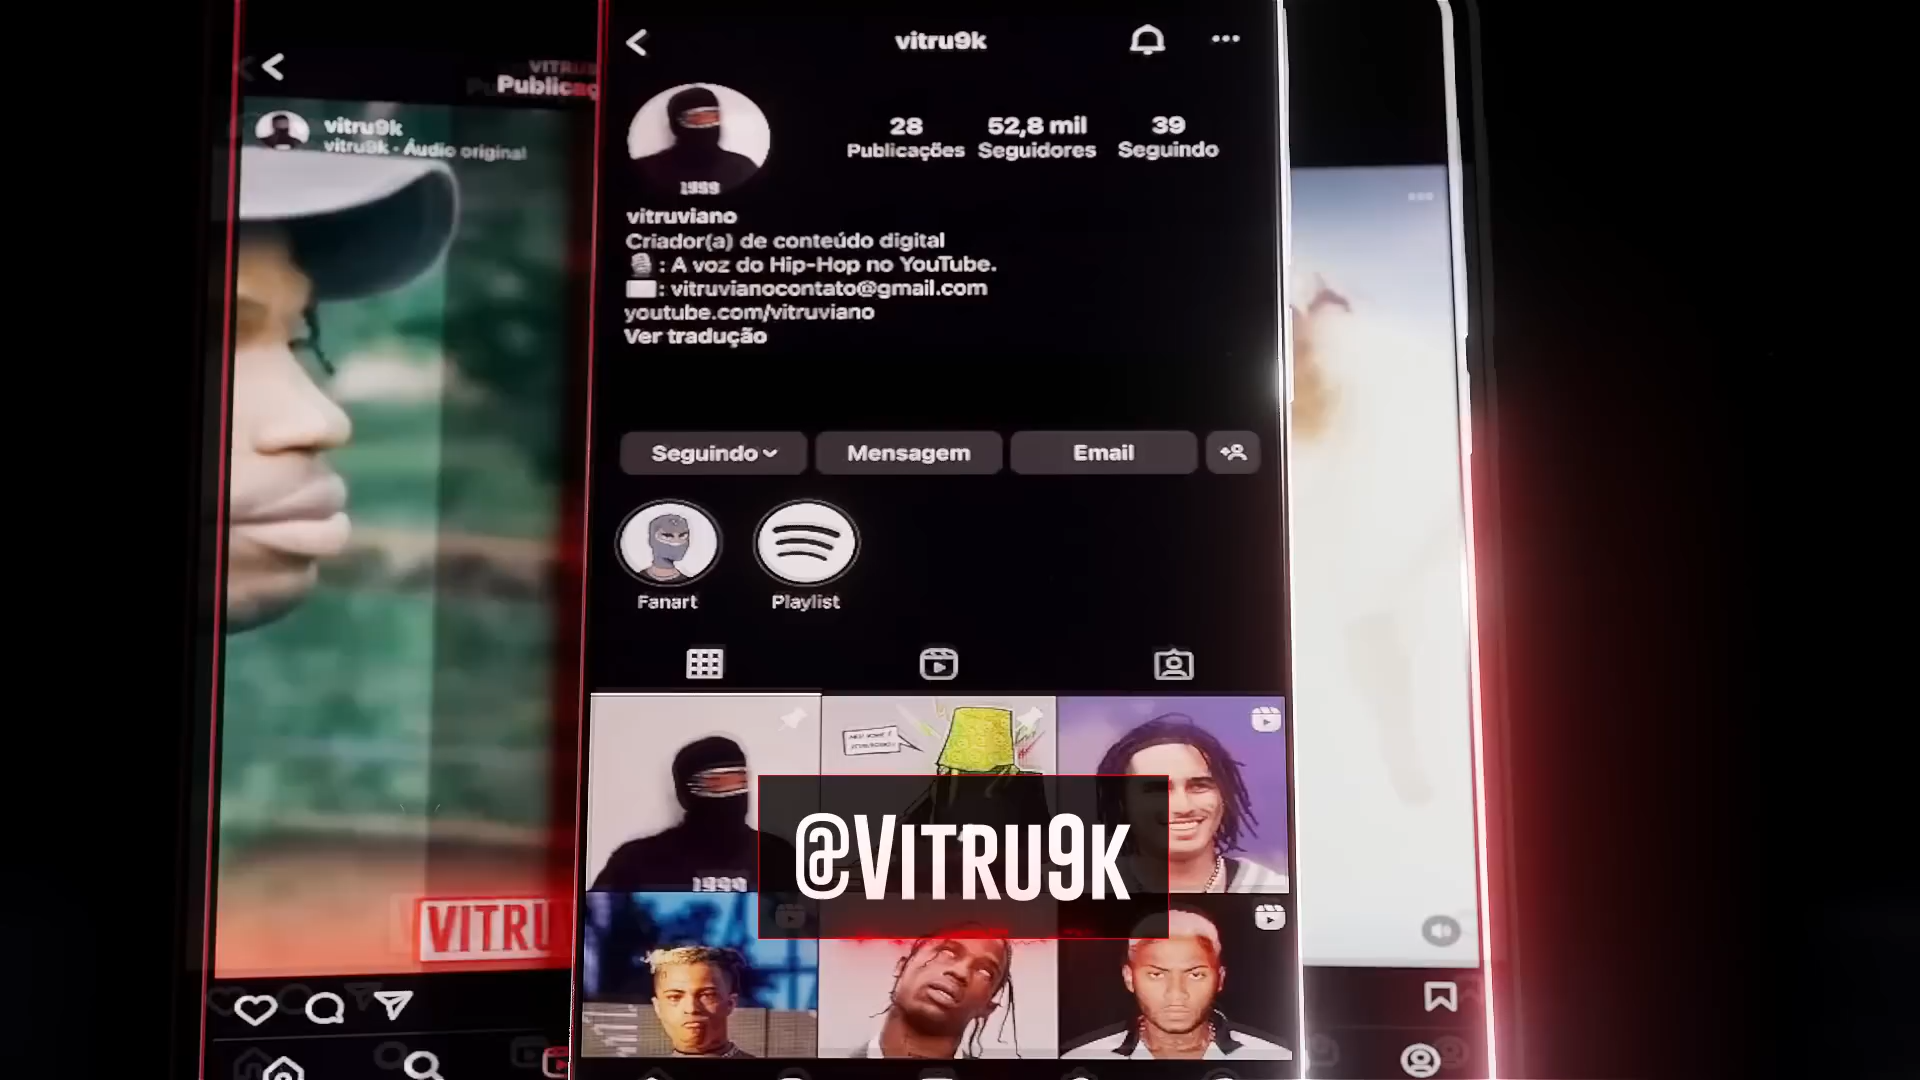 VITRU9
Publicaç
vitru9k
vitru9k • Áudio original
VITRU
vitru9k
28
Publicações
52,8 mil
Seguidores
39
Seguindo
1999
vitruviano
Criador(a) de conteúdo digital
: A voz do Hip-Hop no YouTube.
: vitruvianocontato@gmail.com
youtube.com/vitruviano
Ver tradução
Seguindo
Mensagem
Email
Fanart
Playlist
1999
@VITRU9K